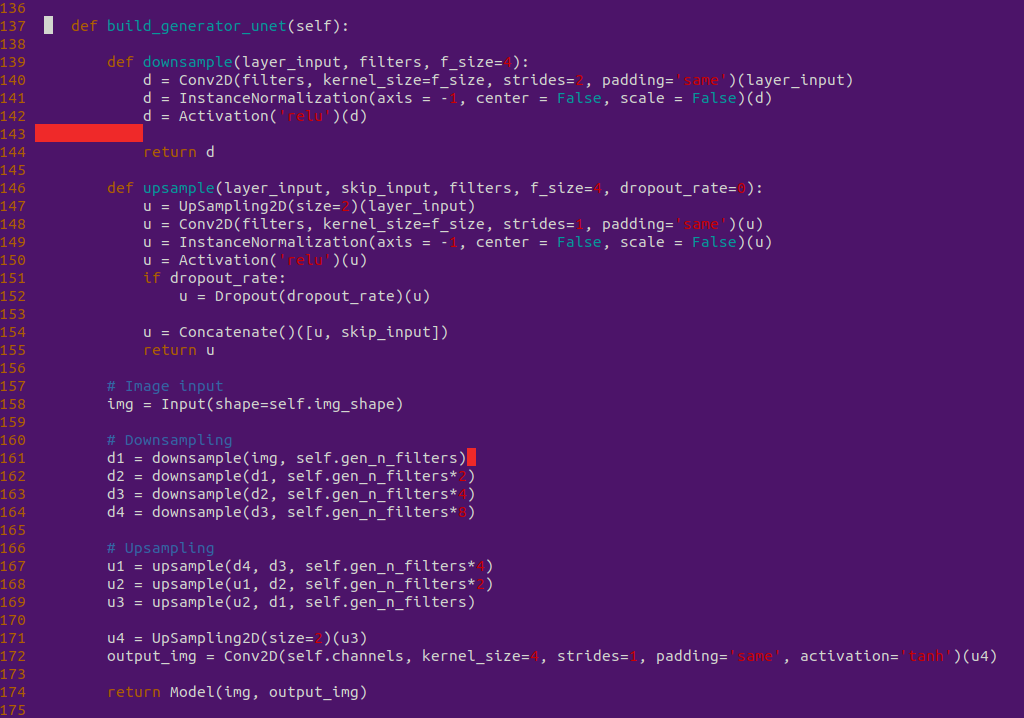 136
137     def build_generator_unet(self):
138
139         def downsample(layer_input, filters, f_size=4):
140             d = Conv2D(filters, kernel_size=f_size, strides=2, padding='same')(layer_input)
141             d = InstanceNormalization(axis = -1, center = False, scale = False)(d)
142             d = Activation('relu')(d)
143
144             return d
145
146         def upsample(layer_input, skip_input, filters, f_size=4, dropout_rate=0):
147             u = UpSampling2D(size=2)(layer_input)
148             u = Conv2D(filters, kernel_size=f_size, strides=1, padding='same')(u)
149             u = InstanceNormalization(axis = -1, center = False, scale = False)(u)
150             u = Activation('relu')(u)
151             if dropout_rate:
152                 u = Dropout(dropout_rate)(u)
153
154             u = Concatenate()([u, skip_input])
155             return u
156
157         # Image input
158         img = Input(shape=self.img_shape)
159
160         # Downsampling
161         d1 = downsample(img, self.gen_n_filters)
162         d2 = downsample(d1, self.gen_n_filters*2)
163         d3 = downsample(d2, self.gen_n_filters*4)
164         d4 = downsample(d3, self.gen_n_filters*8)
165
166         # Upsampling
167         u1 = upsample(d4, d3, self.gen_n_filters*4)
168         u2 = upsample(u1, d2, self.gen_n_filters*2)
169         u3 = upsample(u2, d1, self.gen_n_filters)
170
171         u4 = UpSampling2D(size=2)(u3)
172         output_img = Conv2D(self.channels, kernel_size=4, strides=1, padding='same', activation='tanh')(u4)
173
174         return Model(img, output_img)
175